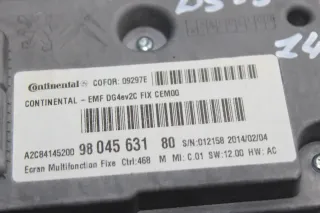 Continental COFOR: 09297E
CONTINENTAL - EMF DG4ev2C FIX CEM00
A2C84145200 98 045 631 80 S/N:012158 2014/02/04
Ecran Multifonction Fixe Ctrl:468 M MI: C.01 SW:12.00 HW: AC
14